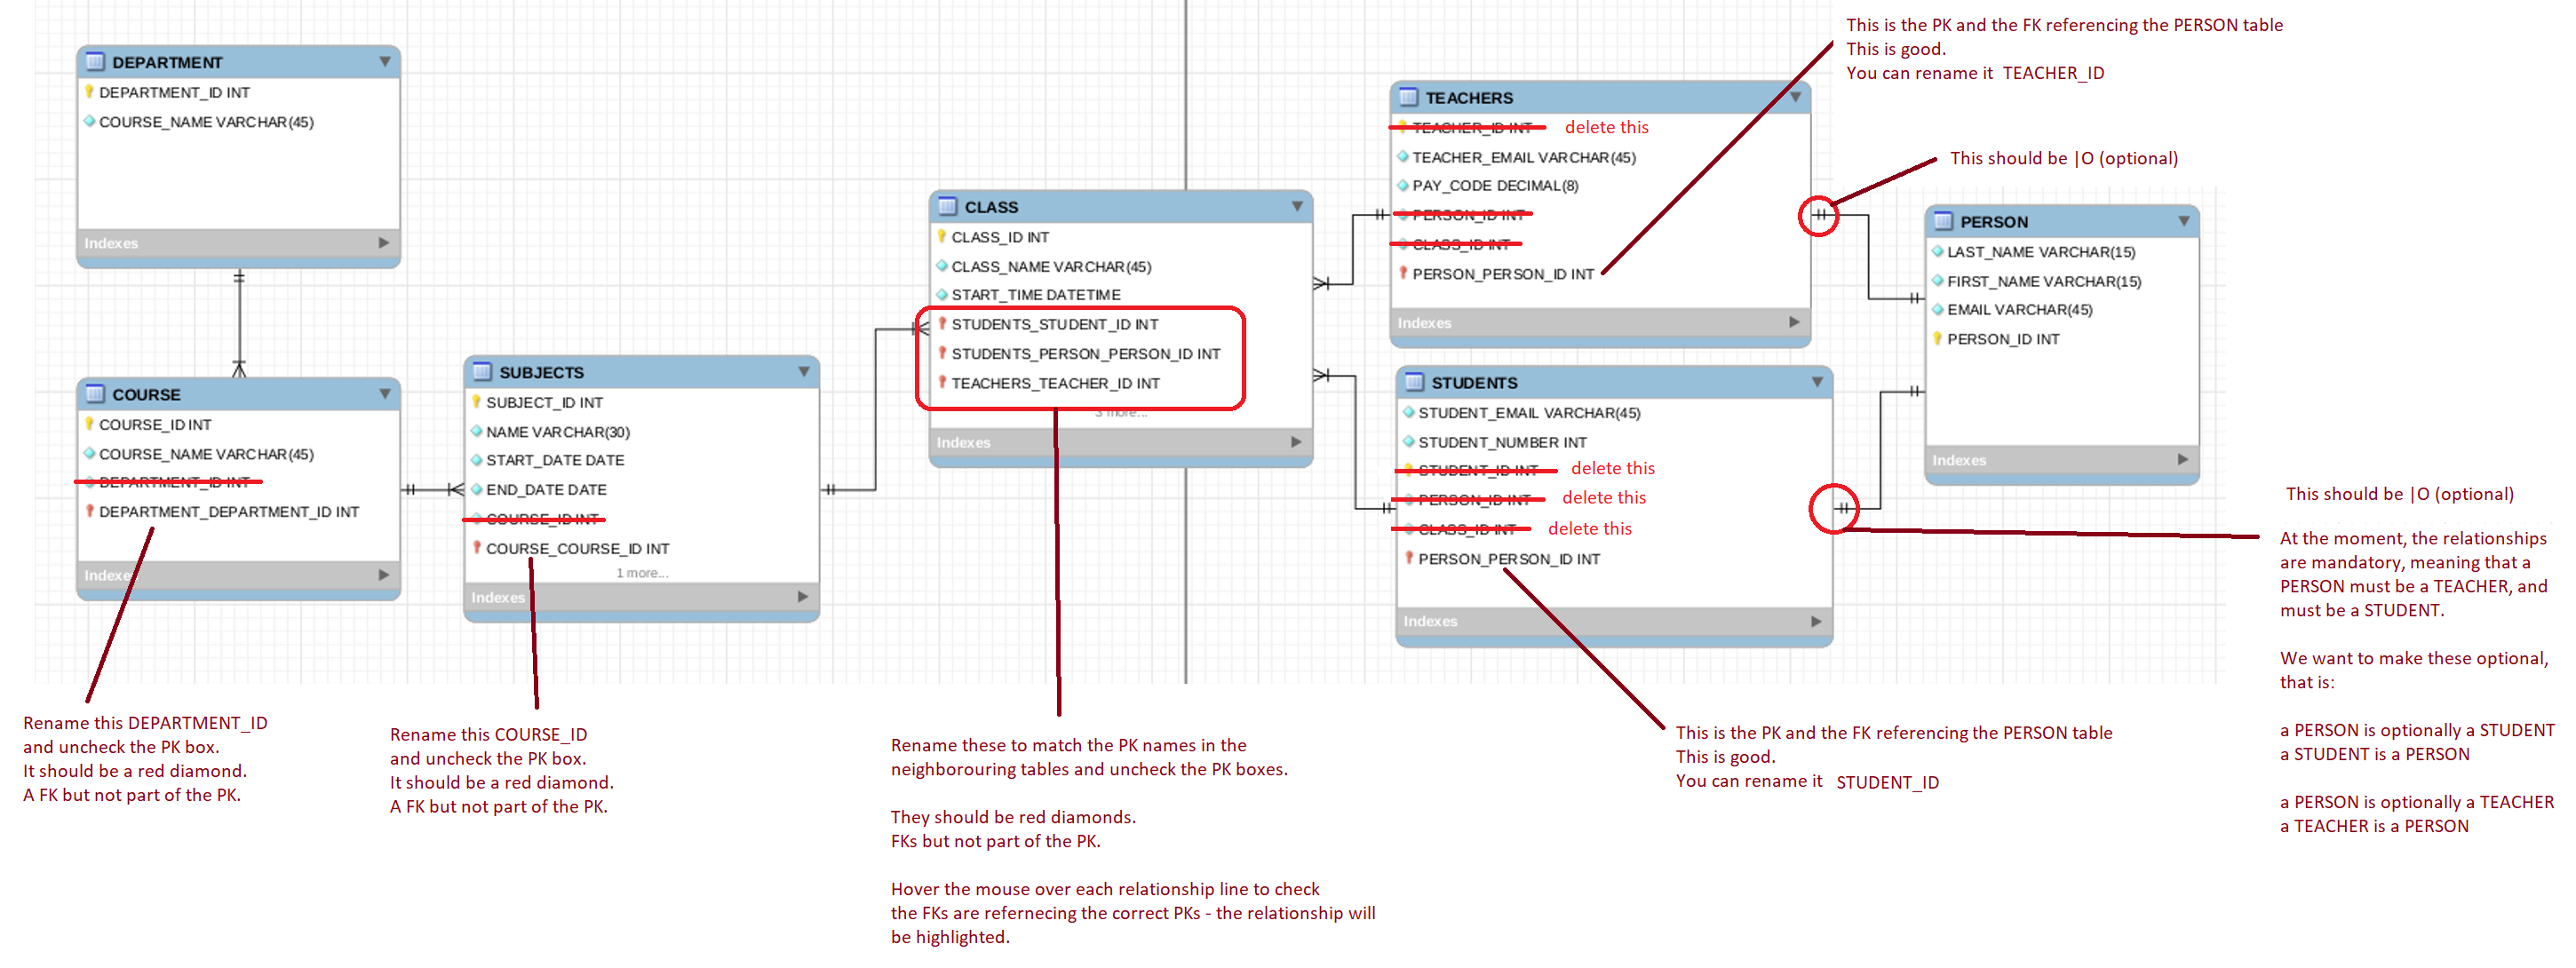 This is the PK and the FK referencing the PERSON table
This is good.
You can rename it TEACHER_ID
DEPARTMENT
DEPARTMENT_ID INT
COURSE_NAME VARCHAR(45)
Indexes
TEACHERS
TEACHER_ID INT
delete this
TEACHER_EMAIL VARCHAR(45)
PAY_CODE DECIMAL(8)
PERSON_ID INT
CLASS_ID INT
PERSON_PERSON_ID INT
Indexes
This should be |O (optional)
CLASS
CLASS_ID INT
CLASS_NAME VARCHAR(45)
START_TIME DATETIME
STUDENTS_STUDENT_ID INT
STUDENTS_PERSON_PERSON_ID INT
TEACHERS_TEACHER_ID INT
3 more...
Indexes
PERSON
LAST_NAME VARCHAR(15)
FIRST_NAME VARCHAR(15)
EMAIL VARCHAR(45)
PERSON_ID INT
Indexes
COURSE
COURSE_ID INT
COURSE_NAME VARCHAR(45)
DEPARTMENT_ID INT
DEPARTMENT_DEPARTMENT_ID INT
Indexes
SUBJECTS
SUBJECT_ID INT
NAME VARCHAR(30)
START_DATE DATE
END_DATE DATE
COURSE_ID INT
COURSE_COURSE_ID INT
1 more...
Indexes
STUDENTS
STUDENT_EMAIL VARCHAR(45)
STUDENT_NUMBER INT
STUDENT_ID INT
delete this
PERSON_ID INT
delete this
CLASS_ID INT
delete this
PERSON_PERSON_ID INT
Indexes
This should be |O (optional)
At the moment, the relationships
are mandatory, meaning that a
PERSON must be a TEACHER, and
must be a STUDENT.
We want to make these optional,
that is:
a PERSON is optionally a STUDENT
a STUDENT is a PERSON
a PERSON is optionally a TEACHER
a TEACHER is a PERSON
Rename this DEPARTMENT_ID
and uncheck the PK box.
It should be a red diamond.
A FK but not part of the PK.
Rename this COURSE_ID
and uncheck the PK box.
It should be a red diamond.
A FK but not part of the PK.
Rename these to match the PK names in the
neighborouring tables and uncheck the PK boxes.
They should be red diamonds.
FKs but not part of the PK.
Hover the mouse over each relationship line to check
the FKs are refernecing the correct PKs - the relationship will
be highlighted.
This is the PK and the FK referencing the PERSON table
This is good.
You can rename it STUDENT_ID